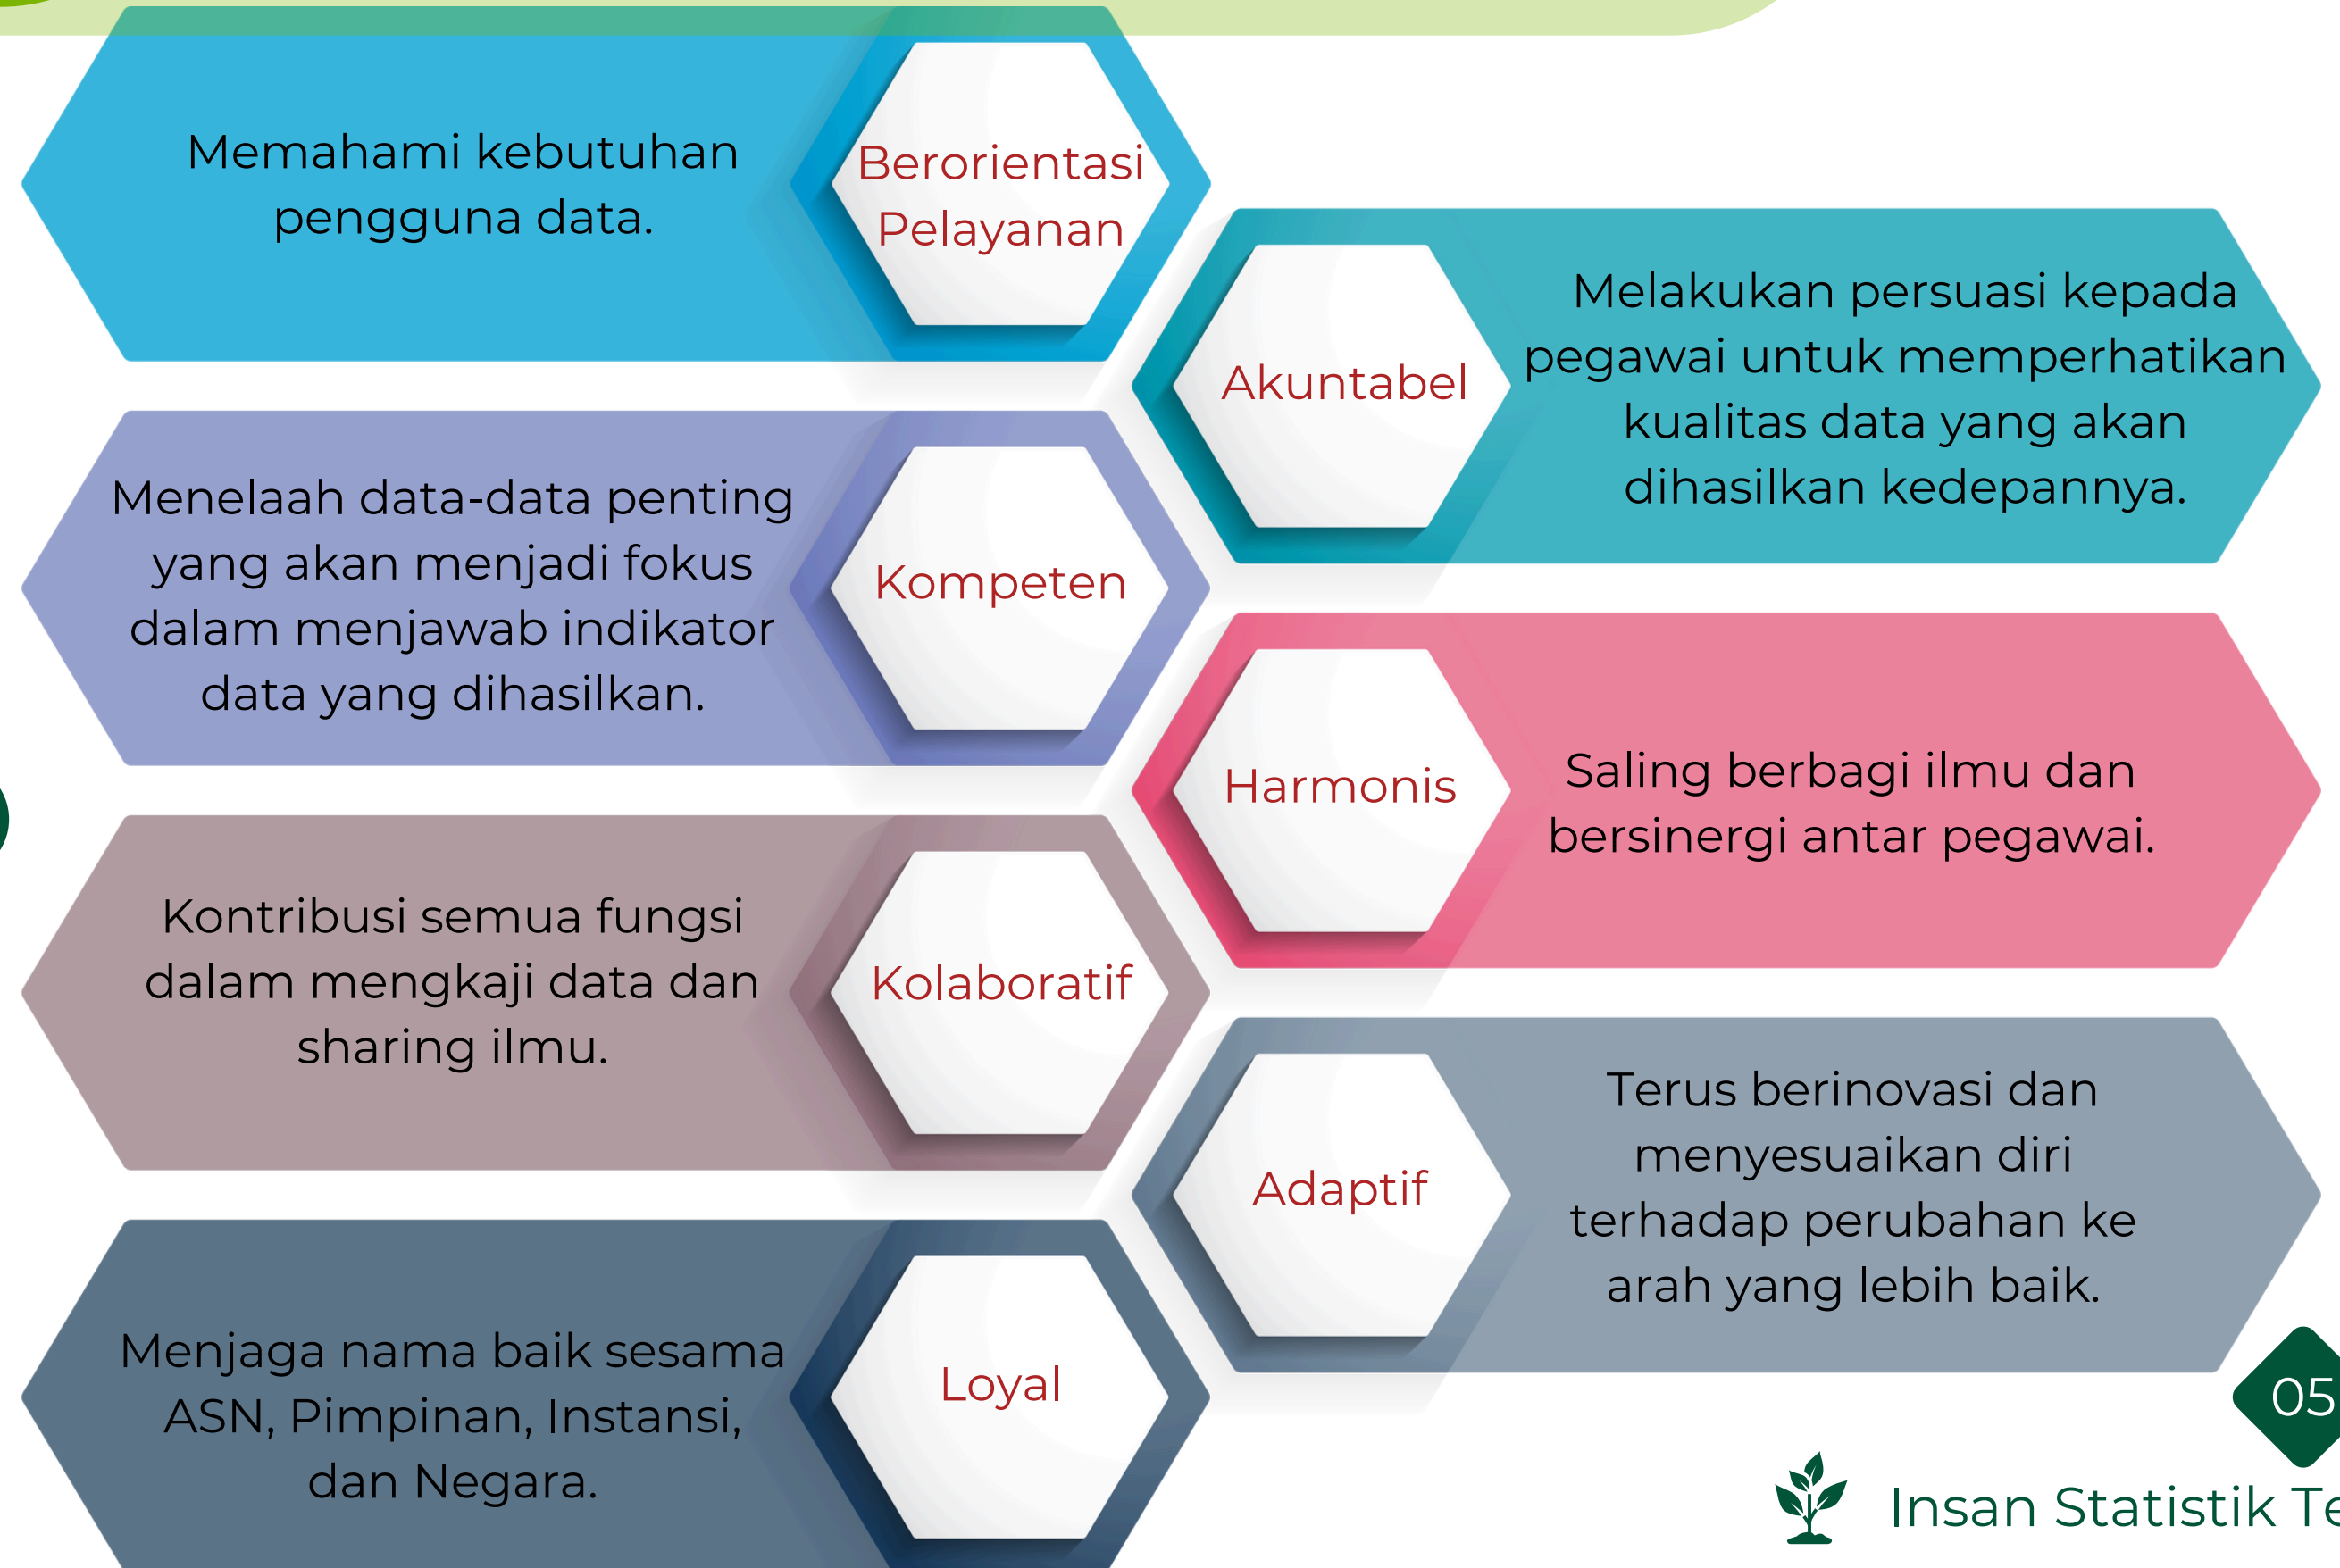 Berorientasi
Pelayanan
Memahami kebutuhan
pengguna data.
Akuntabel
Melakukan persuasi kepada
pegawai untuk memperhatikan
kualitas data yang akan
dihasilkan kedepannya.
Kompeten
Menelaah data-data penting
yang akan menjadi fokus
dalam menjawab indikator
data yang dihasilkan.
Harmonis
Saling berbagi ilmu dan
bersinergi antar pegawai.
Kolaboratif
Kontribusi semua fungsi
dalam mengkaji data dan
sharing ilmu.
Adaptif
Terus berinovasi dan
menyesuaikan diri
terhadap perubahan ke
arah yang lebih baik.
Loyal
Menjaga nama baik sesama
ASN, Pimpinan, Instansi,
dan Negara.
05
Insan Statistik